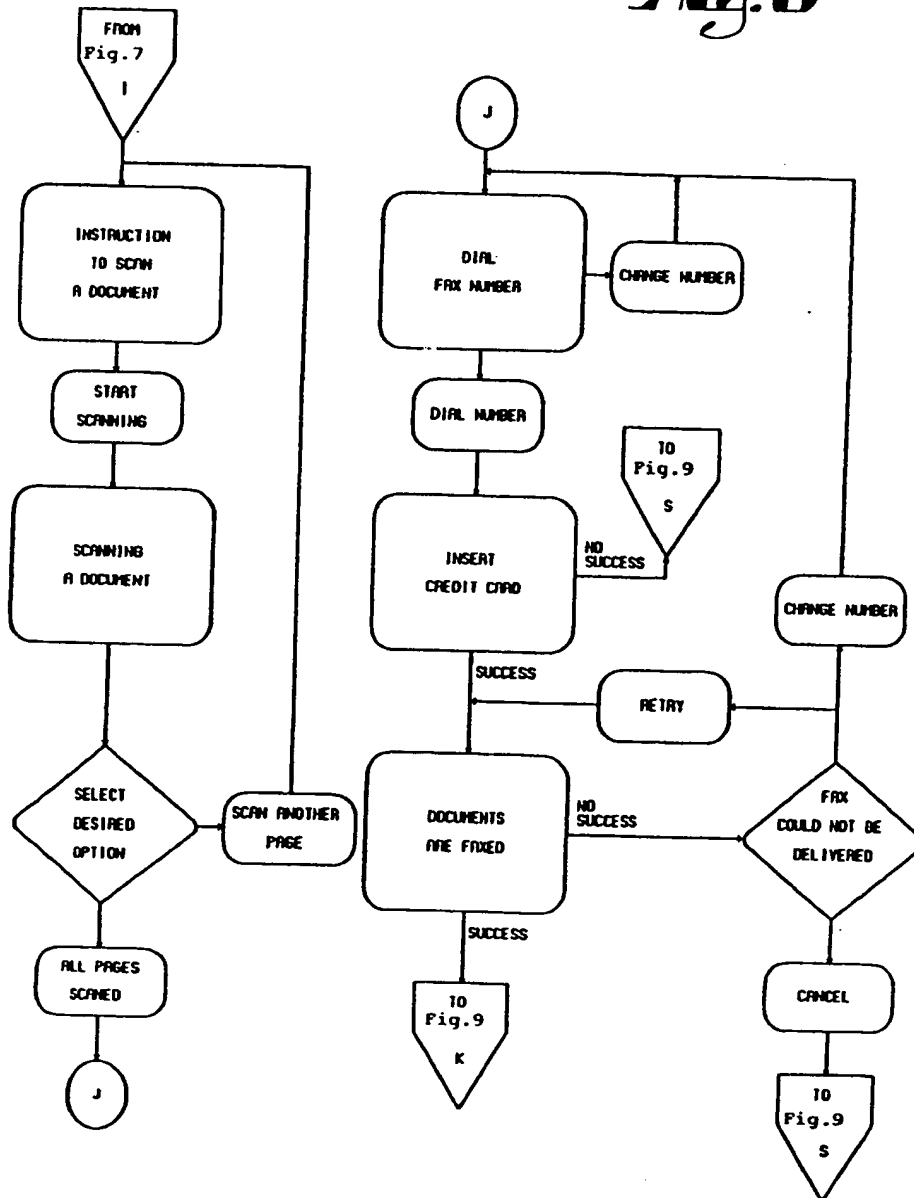 FROM
Fig.7
I
INSTRUCTION
TO SCAN
A DOCUMENT
START
SCANNING
SCANNING
A DOCUMENT
SELECT
DESIRED
OPTION
SCAN ANOTHER
PAGE
ALL PAGES
SCANED
J
J
DIAL
FAX NUMBER
CHANGE NUMBER
DIAL NUMBER
TO
Fig.9
S
INSERT
CREDIT CARD
NO
SUCCESS
CHANGE NUMBER
SUCCESS
RETRY
DOCUMENTS
ARE FAXED
NO
SUCCESS
FAX
COULD NOT BE
DELIVERED
SUCCESS
TO
Fig.9
K
CANCEL
TO
Fig.9
S